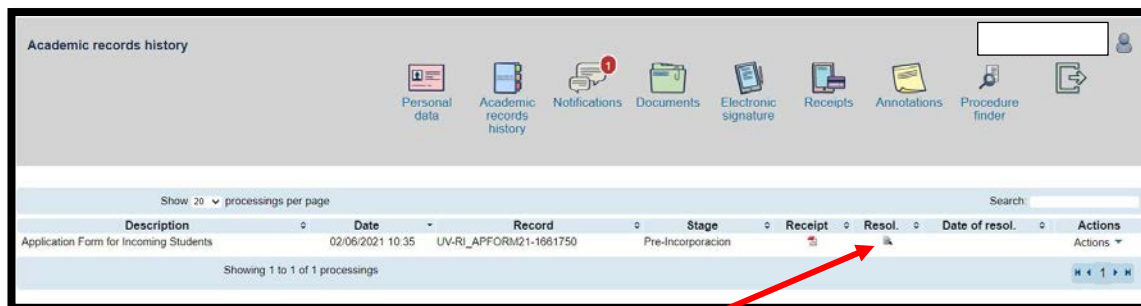 Academic records history
1
Personal data
Academic records history
Notifications
Documents
Electronic signature
Receipts
Annotations
Procedure finder
Show 20 processings per page
Search:
Description Date Record Stage Receipt Resol. Date of resol. Actions
Application Form for Incoming Students 02/06/2021 10:35 UV-RI_APFORM21-1661750 Pre-Incorporacion Actions
Showing 1 to 1 of 1 processings
1